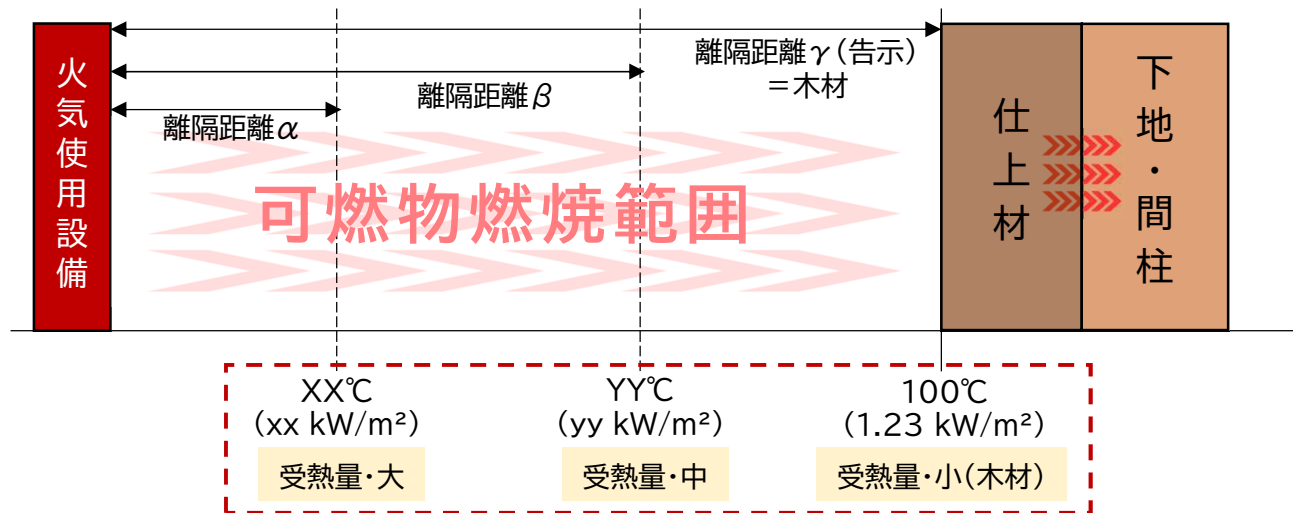 火気使用設備
離隔距離γ(告示)
=木材
離隔距離β
離隔距離α
可燃物燃焼範囲
仕上材
下地・間柱
XX℃
(xx kW/m²)
受熱量・大
YY℃
(yy kW/m²)
受熱量・中
100℃
(1.23 kW/m²)
受熱量・小(木材)